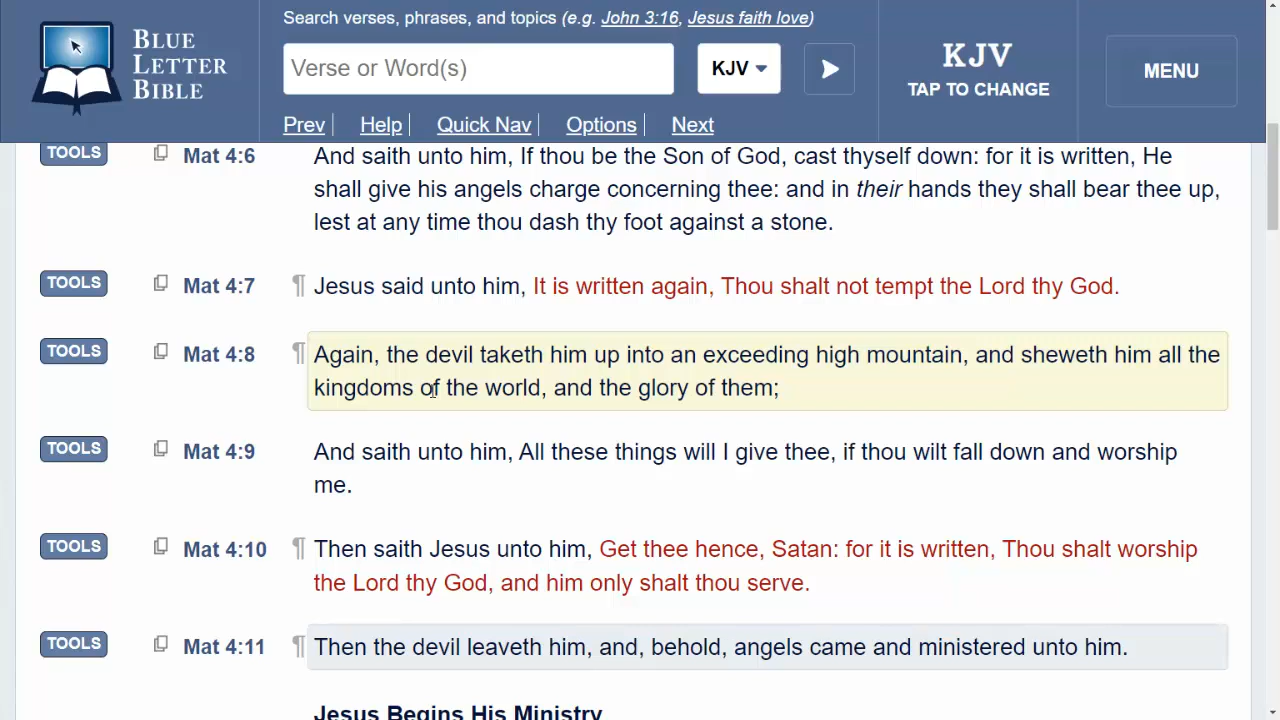 Search verses, phrases, and topics (e.g. John 3:16, Jesus faith love)
BLUE
LETTER
BIBLE
Verse or Word(s)
KJV
KJV
TAP TO CHANGE
MENU
Prev
Help
Quick Nav
Options
Next
TOOLS Mat 4:6 And saith unto him, If thou be the Son of God, cast thyself down: for it is written, He
shall give his angels charge concerning thee: and in their hands they shall bear thee up,
lest at any time thou dash thy foot against a stone.
TOOLS Mat 4:7 ¶ Jesus said unto him, It is written again, Thou shalt not tempt the Lord thy God.
TOOLS Mat 4:8 ¶ Again, the devil taketh him up into an exceeding high mountain, and sheweth him all the
kingdoms of the world, and the glory of them;
TOOLS Mat 4:9 And saith unto him, All these things will I give thee, if thou wilt fall down and worship
me.
TOOLS Mat 4:10 ¶ Then saith Jesus unto him, Get thee hence, Satan: for it is written, Thou shalt worship
the Lord thy God, and him only shalt thou serve.
TOOLS Mat 4:11 ¶ Then the devil leaveth him, and, behold, angels came and ministered unto him.
Jesus Begins His Ministry